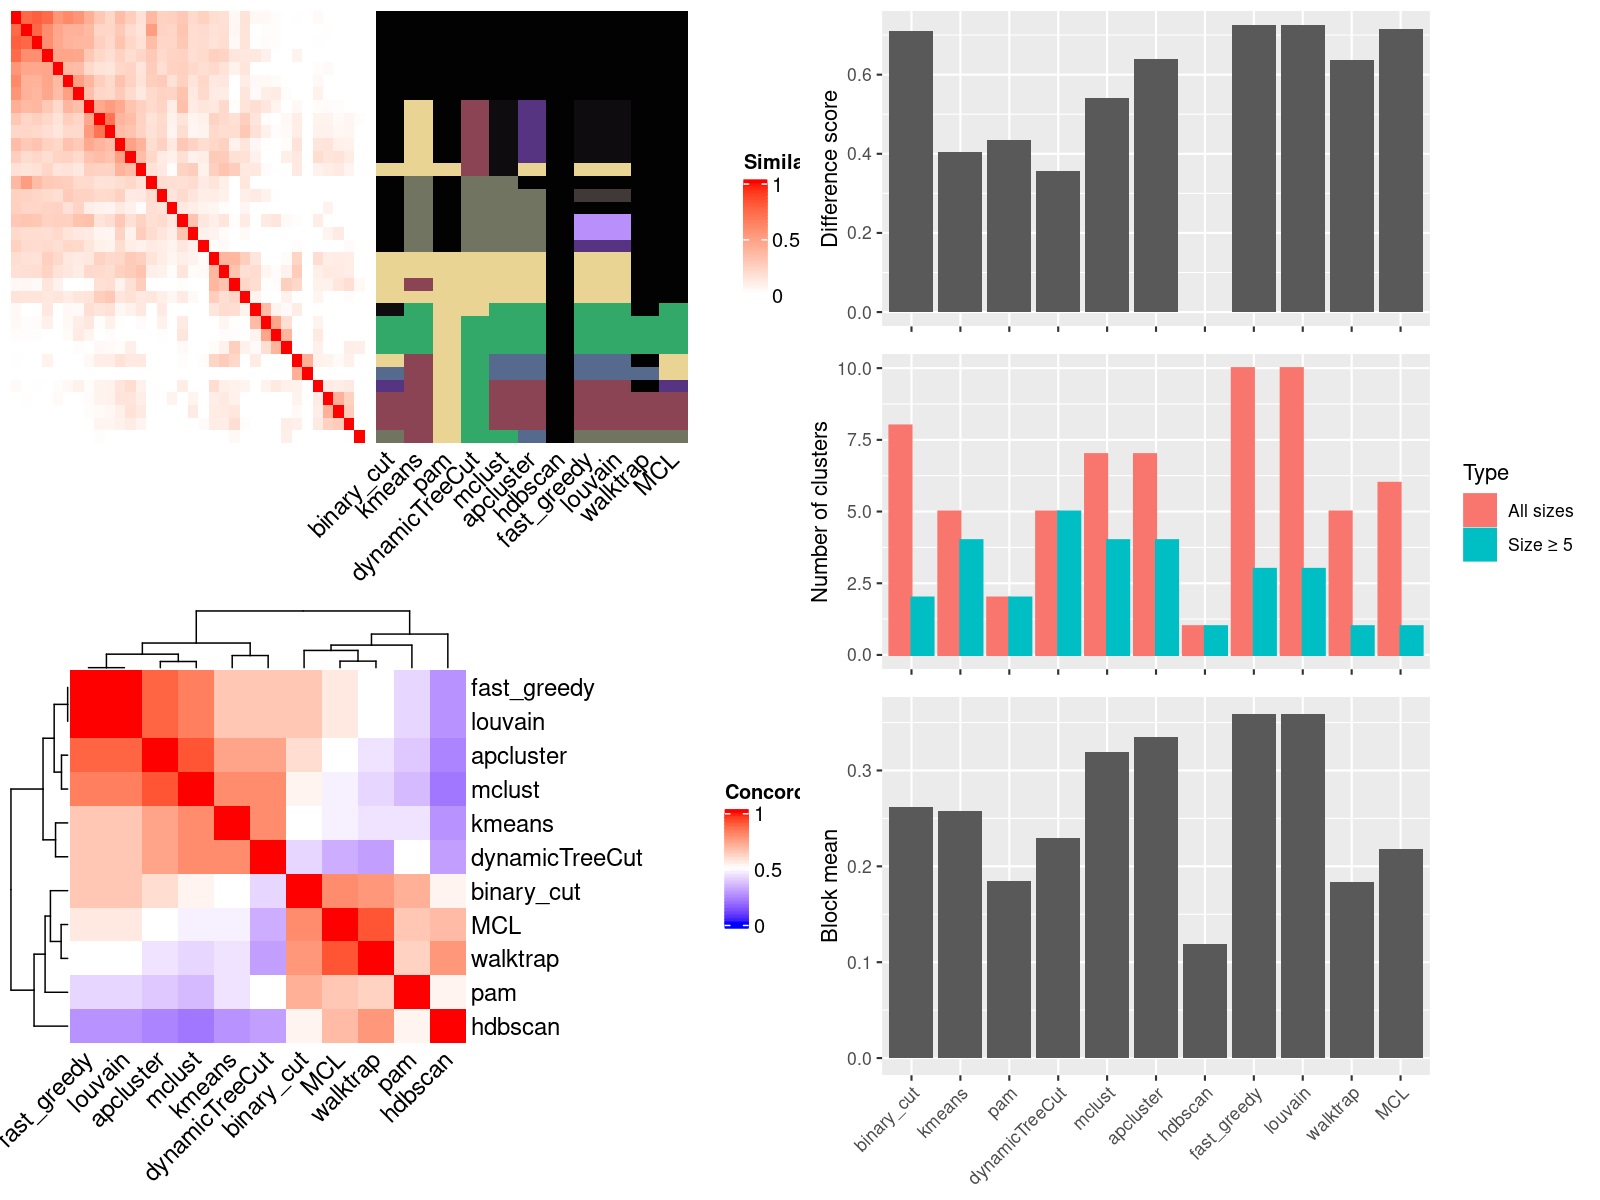 Simila
1
0.5
0
binary_cut
kmeans
pam
dynamicTreeCut
mclust
apcluster
hdbscan
fast_greedy
louvain
walktrap
MCL
fast_greedy
louvain
apcluster
mclust
kmeans
dynamicTreeCut
binary_cut
MCL
walktrap
pam
hdbscan
Concord
1
0.5
0
fast_greedy
louvain
apcluster
mclust
kmeans
dynamicTreeCut
binary_cut
MCL
walktrap
pam
hdbscan
Difference score
0.6
0.4
0.2
0.0
Number of clusters
10.0
7.5
5.0
2.5
0.0
Type
All sizes
Size ≥ 5
Block mean
0.3
0.2
0.1
0.0
binary_cut
kmeans
pam
dynamicTreeCut
mclust
apcluster
hdbscan
fast_greedy
louvain
walktrap
MCL